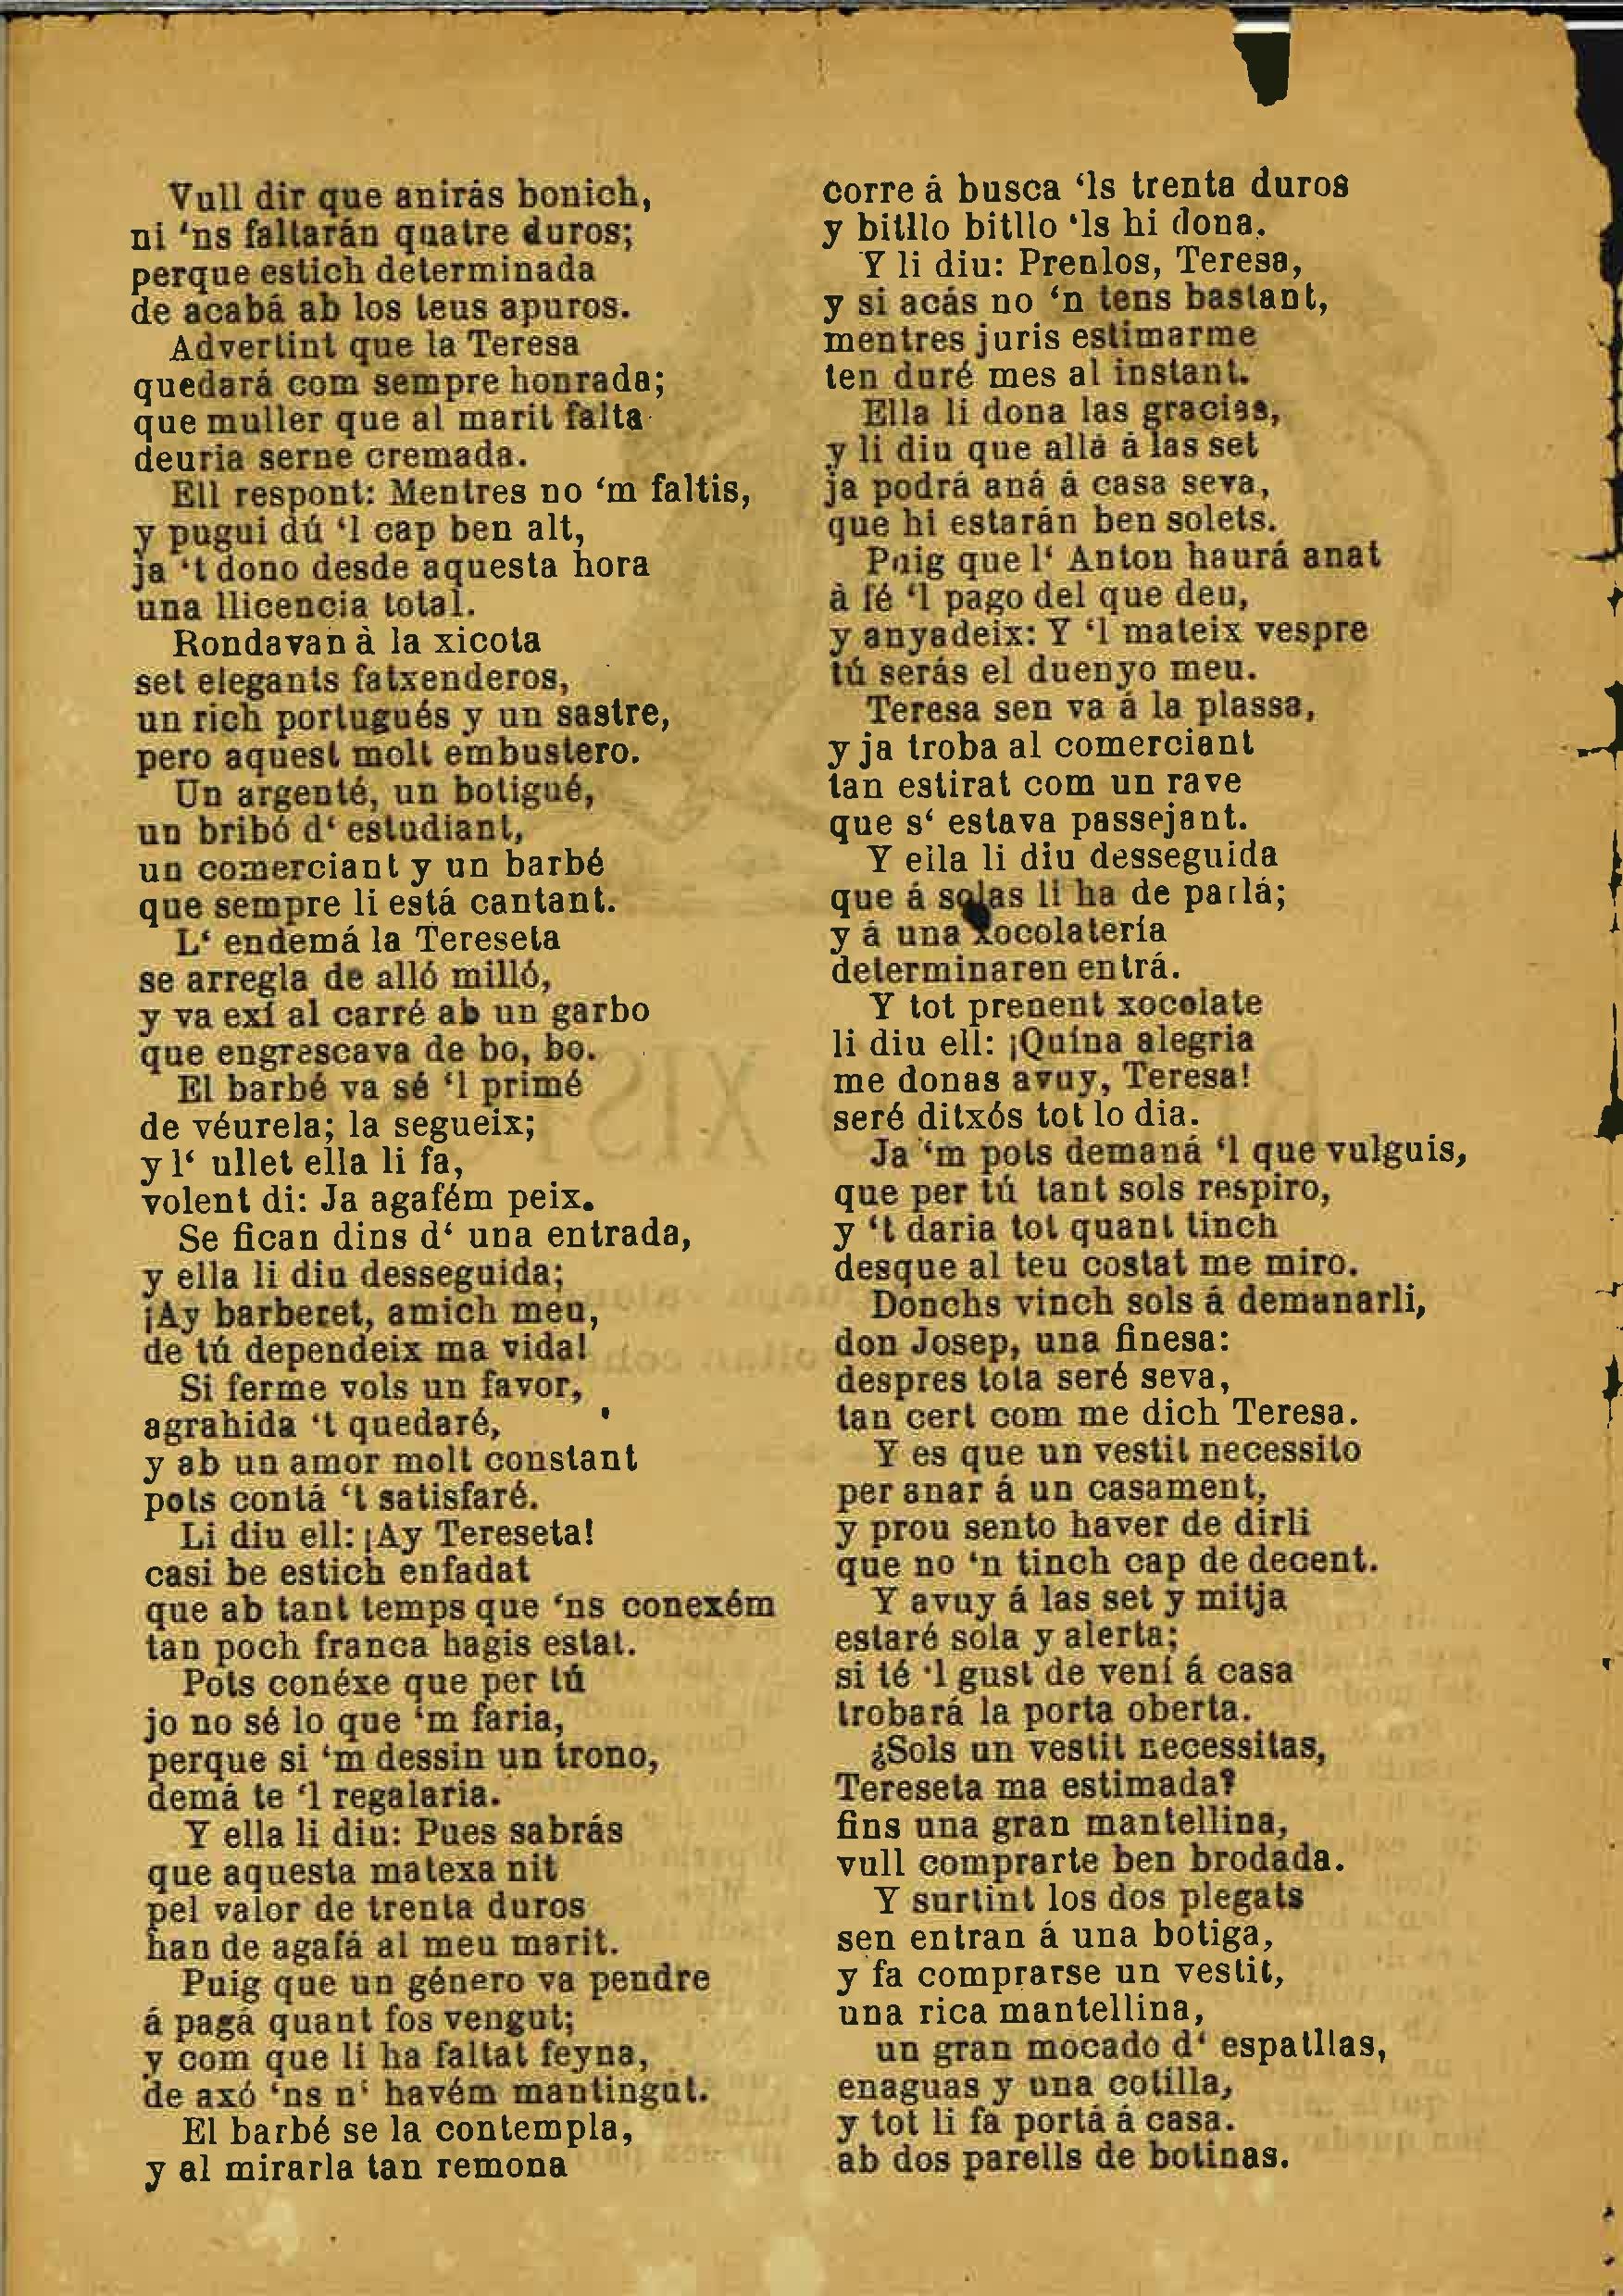 Vull dir que anirás bonich,
ni ‘ns faltarán quatre duros;
perque estich determinada
de acabá ab los teus apuros.
Advertint que la Teresa
quedará com sempre honrada;
que muller que al marit falta
deuria serne cremada.
Ell respont: Mentres no ‘m faltis,
y pugui dú ‘l cap ben alt,
ja ‘t dono desde aquesta hora
una llicencia total.
Rondavan à la xicota
set elegants fatxenderos,
un rich portugués y un sastre,
pero aquest molt embustero.
Un argenté, un botigué,
un bribó d‘ estudiant,
un comerciant y un barbé
que sempre li está cantant.
L‘ endemá la Tereseta
se arregla de alló milló,
y va exí al carré ab un garbo
que engrescava de bo, bo.
El barbé va sé ‘l primé
de véurela; la segueix;
y l‘ ullet ella li fa,
volent di: Ja agafém peix.
Se fican dins d‘ una entrada,
y ella li diu desseguida;
¡Ay barberet, amich meu,
de tú dependeix ma vida!
Si ferme vols un favor,
agrahida ‘t quedaré,
y ab un amor molt constant
pots contá ‘t satisfaré.
Li diu ell: ¡Ay Tereseta!
casi be estich enfadat
que ab tant temps que ‘ns conexém
tan poch franca hagis estat.
Pots conéxe que per tú
jo no sé lo que ‘m faria,
perque si ‘m dessin un trono,
demá te ‘l regalaria.
Y ella li diu: Pues sabrás
que aquesta matexa nit
pel valor de trenta duros
han de agafá al meu marit.
Puig que un género va pendre
á pagá quant fos vengut;
y com que li ha faltat feyna,
de axó ‘ns n‘ havém mantingut.
El barbé se la contempla,
y al mirarla tan remona
corre á busca ‘ls trenta duros
y bitllo bitllo ‘ls hi dona.
Y li diu: Prenlos, Teresa,
y si acás no ‘n tens bastant,
mentres juris estimarme
ten duré mes al instant.
Ella li dona las gracias,
y li diu que allá á las set
ja podrá aná á casa seva,
que hi estarán ben solets.
Puig que l‘ Anton haurá anat
à fé ‘l pago del que deu,
y anyadeix: Y ‘l mateix vespre
tú serás el duenyo meu.
Teresa sen va á la plassa,
y ja troba al comerciant
tan estirat com un rave
que s‘ estava passejant.
Y ella li diu desseguida
que á solas li ha de parlá;
y á una xocolatería
determinaren entrá.
Y tot prenent xocolate
li diu ell: ¡Quína alegria
me donas avuy, Teresa!
seré ditxós tot lo dia.
Ja ‘m pots demaná ‘l que vulguis,
que per tú tant sols respiro,
y ‘t daria tot quant tinch
desque al teu costat me miro.
Donchs vinch sols á demanarli,
don Josep, una finesa:
despres tota seré seva,
tan cert com me dich Teresa.
Y es que un vestit necessito
per anar á un casament,
y prou sento haver de dirli
que no ‘n tinch cap de decent.
Y avuy á las set y mitja
estaré sola y alerta;
si té ‘l gust de vení á casa
trobará la porta oberta.
¿Sols un vestit necessitas,
Tereseta ma estimada?
fins una gran mantellina,
vull comprarte ben brodada.
Y surtint los dos plegats
sen entran á una botiga,
y fa comprarse un vestit,
una rica mantellina,
un gran mocado d‘ espatllas,
enaguas y una cotilla,
y tot li fa portá á casa.
ab dos parells de botinas.